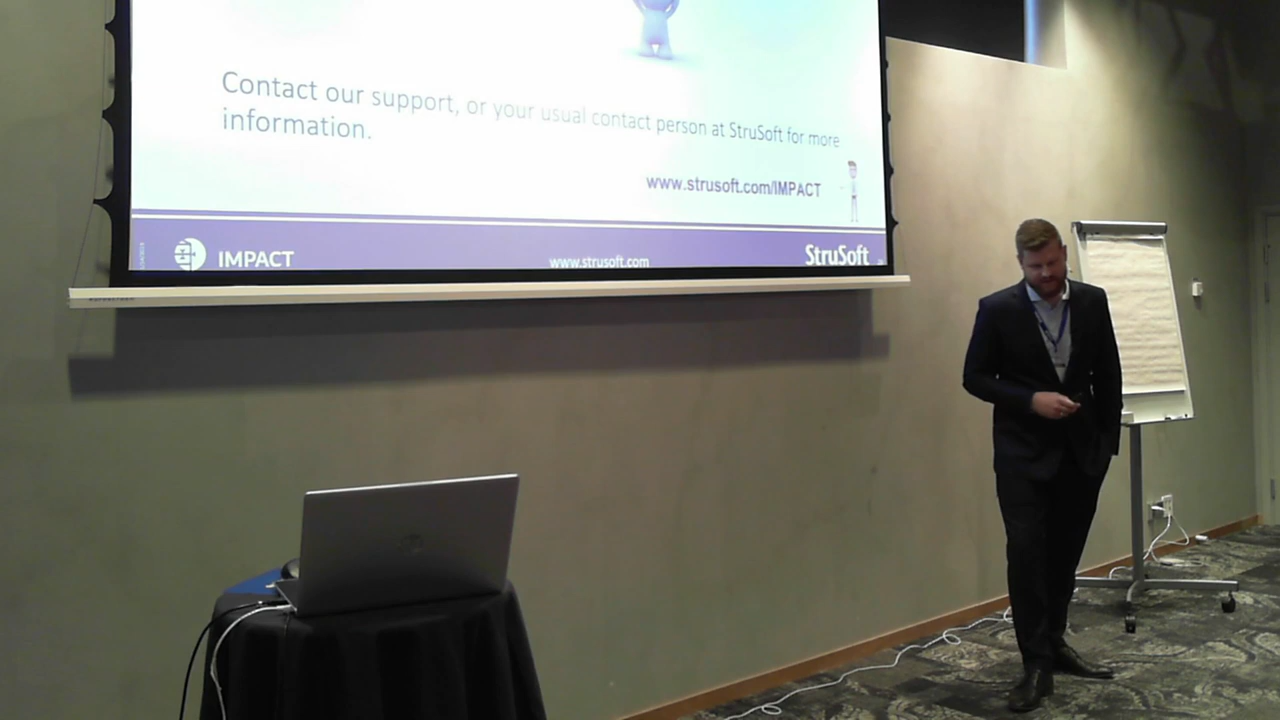 Contact our support, or your usual contact person at StruSoft for more
information.
www.strusoft.com/IMPACT
IMPACT
www.strusoft.com
StruSoft